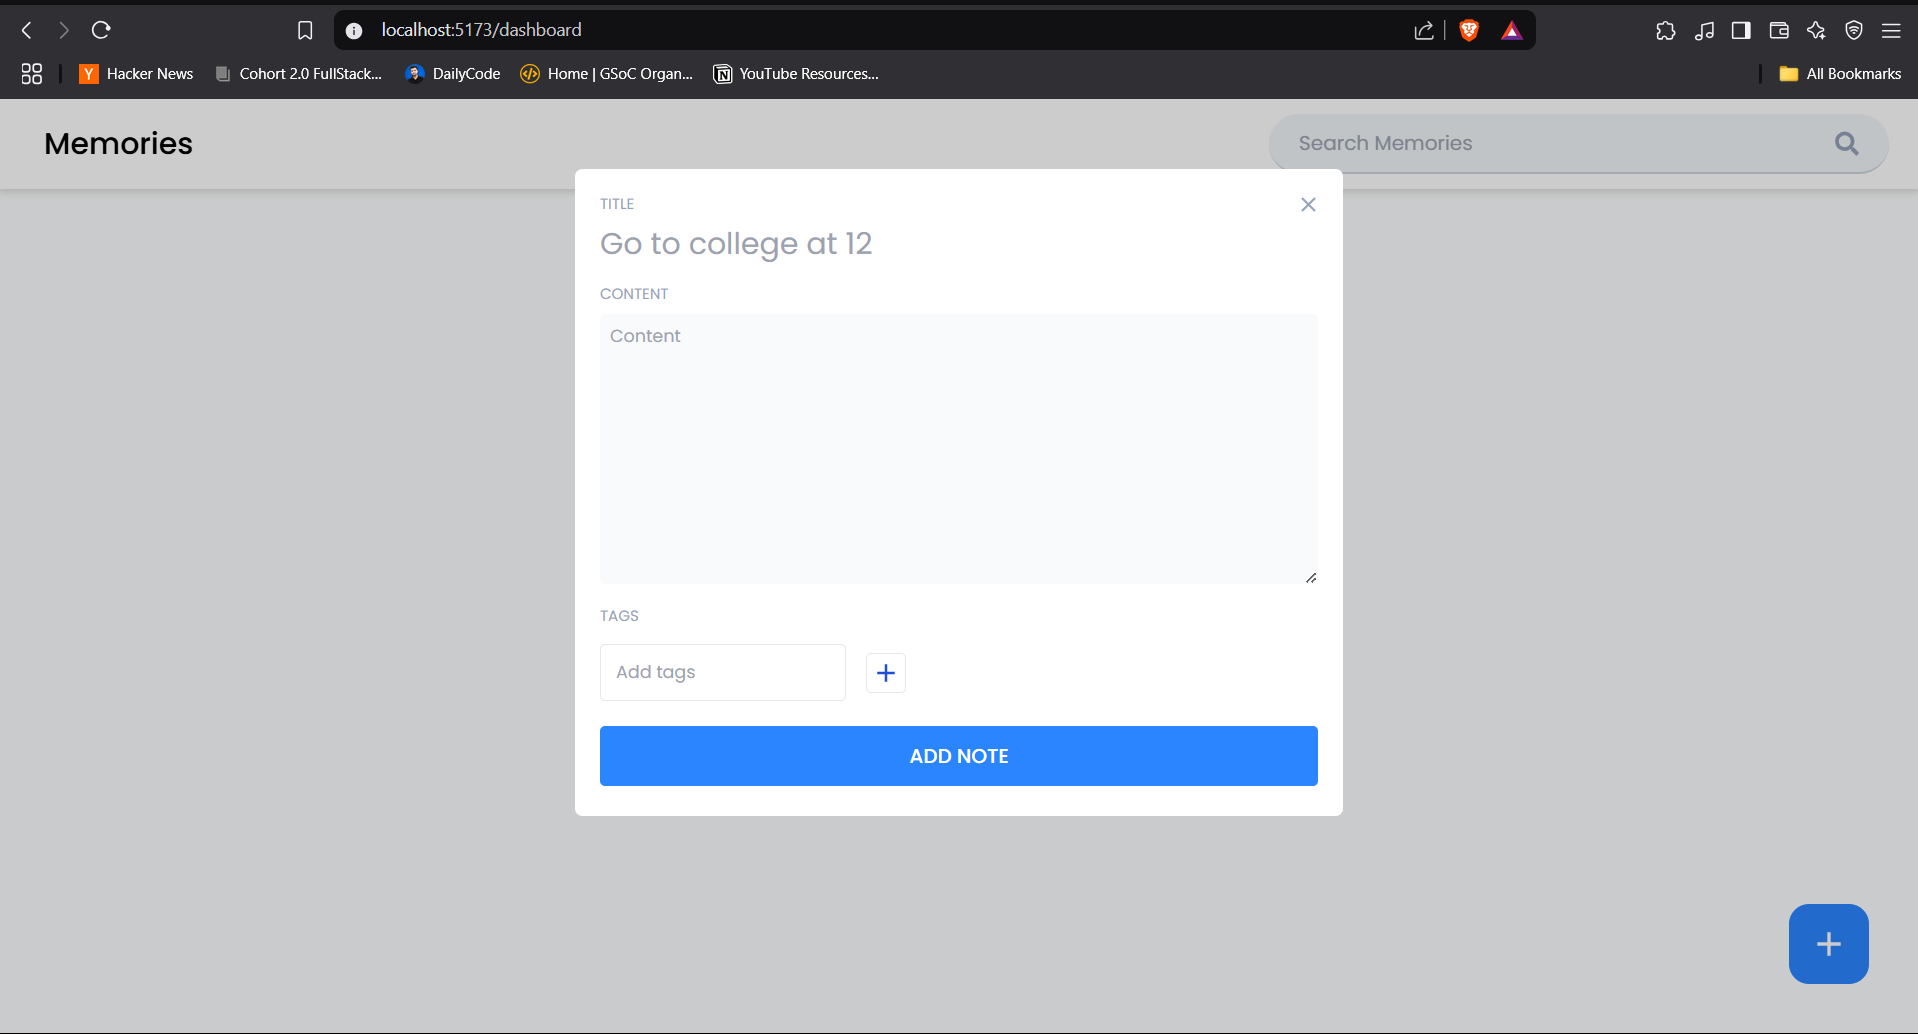 localhost:5173/dashboard
Hacker News
Cohort 2.0 FullStack...
DailyCode
Home | GSoC Organ...
YouTube Resources...
All Bookmarks
Memories
Search Memories
TITLE
Go to college at 12
CONTENT
Content
TAGS
Add tags
ADD NOTE